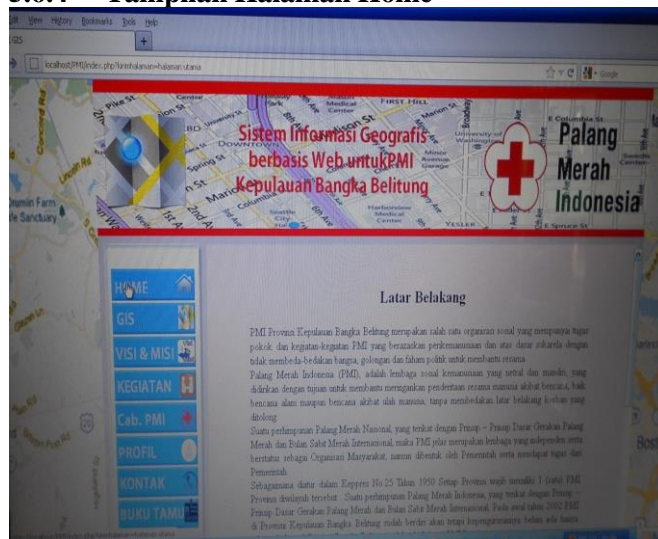 Tampilan Halaman Home
Edit View History Bookmarks Tools Help
GIS
localhost/PMI/index.php?kirimhalaman=halaman utama
Google
Sistem Informasi Geografis
berbasis Web untukPMI
Kepulauan Bangka Belitung
Palang
Merah
Indonesia
HOME
GIS
VISI & MISI
KEGIATAN
Cab. PMI
PROFIL
KONTAK
BUKU TAMU
Latar Belakang
PMI Provinsi Kepulauan Bangka Belitung merupakan salah satu organisasi sosial yang mempunyai tugas
pokok dan kegiatan-kegiatan PMI yang berazaskan perikemanusiaan dan atas dasar sukarela dengan
tidak membeda-bedakan bangsa, golongan dan faham politik untuk membantu sesama
Palang Merah Indonesia (PMI), adalah lembaga sosial kemanusiaan yang netral dan mandiri, yang
didirikan dengan tujuan untuk membantu meringankan penderitaan sesama manusia akibat bencana, baik
bencana alam maupun bencana akibat ulah manusia, tanpa membedakan latar belakang korban yang
ditolong.
Suatu perhimpunan Palang Merah Nasional, yang terikat dengan Prinsip - Prinsip Dasar Gerakan Palang
Merah dan Bulan Sabit Merah Internasional, maka PMI jelas merupakan lembaga yang independen serta
berstatus sebagai Organisasi Masyarakat, namun dibentuk oleh Pemerintah serta mendapat tugas dari
Pemerintah.
Sebagaimana diatur dalam Keppres No.25 Tahun 1950 Setiap Provinsi wajib memiliki 1 (satu) PMI
Provinsi diwilayah tersebut . Suatu perhimpunan Palang Merah Indonesia, yang terikat dengan Prinsip -
Prinsip Dasar Gerakan Palang Merah dan Bulan Sabit Merah Internasional. Pada awal tahun 2002 PMI
di Provinsi Kepulauan Bangka Belitung sudah berdiri akan tetapi kepengurusannya belum ada hanya